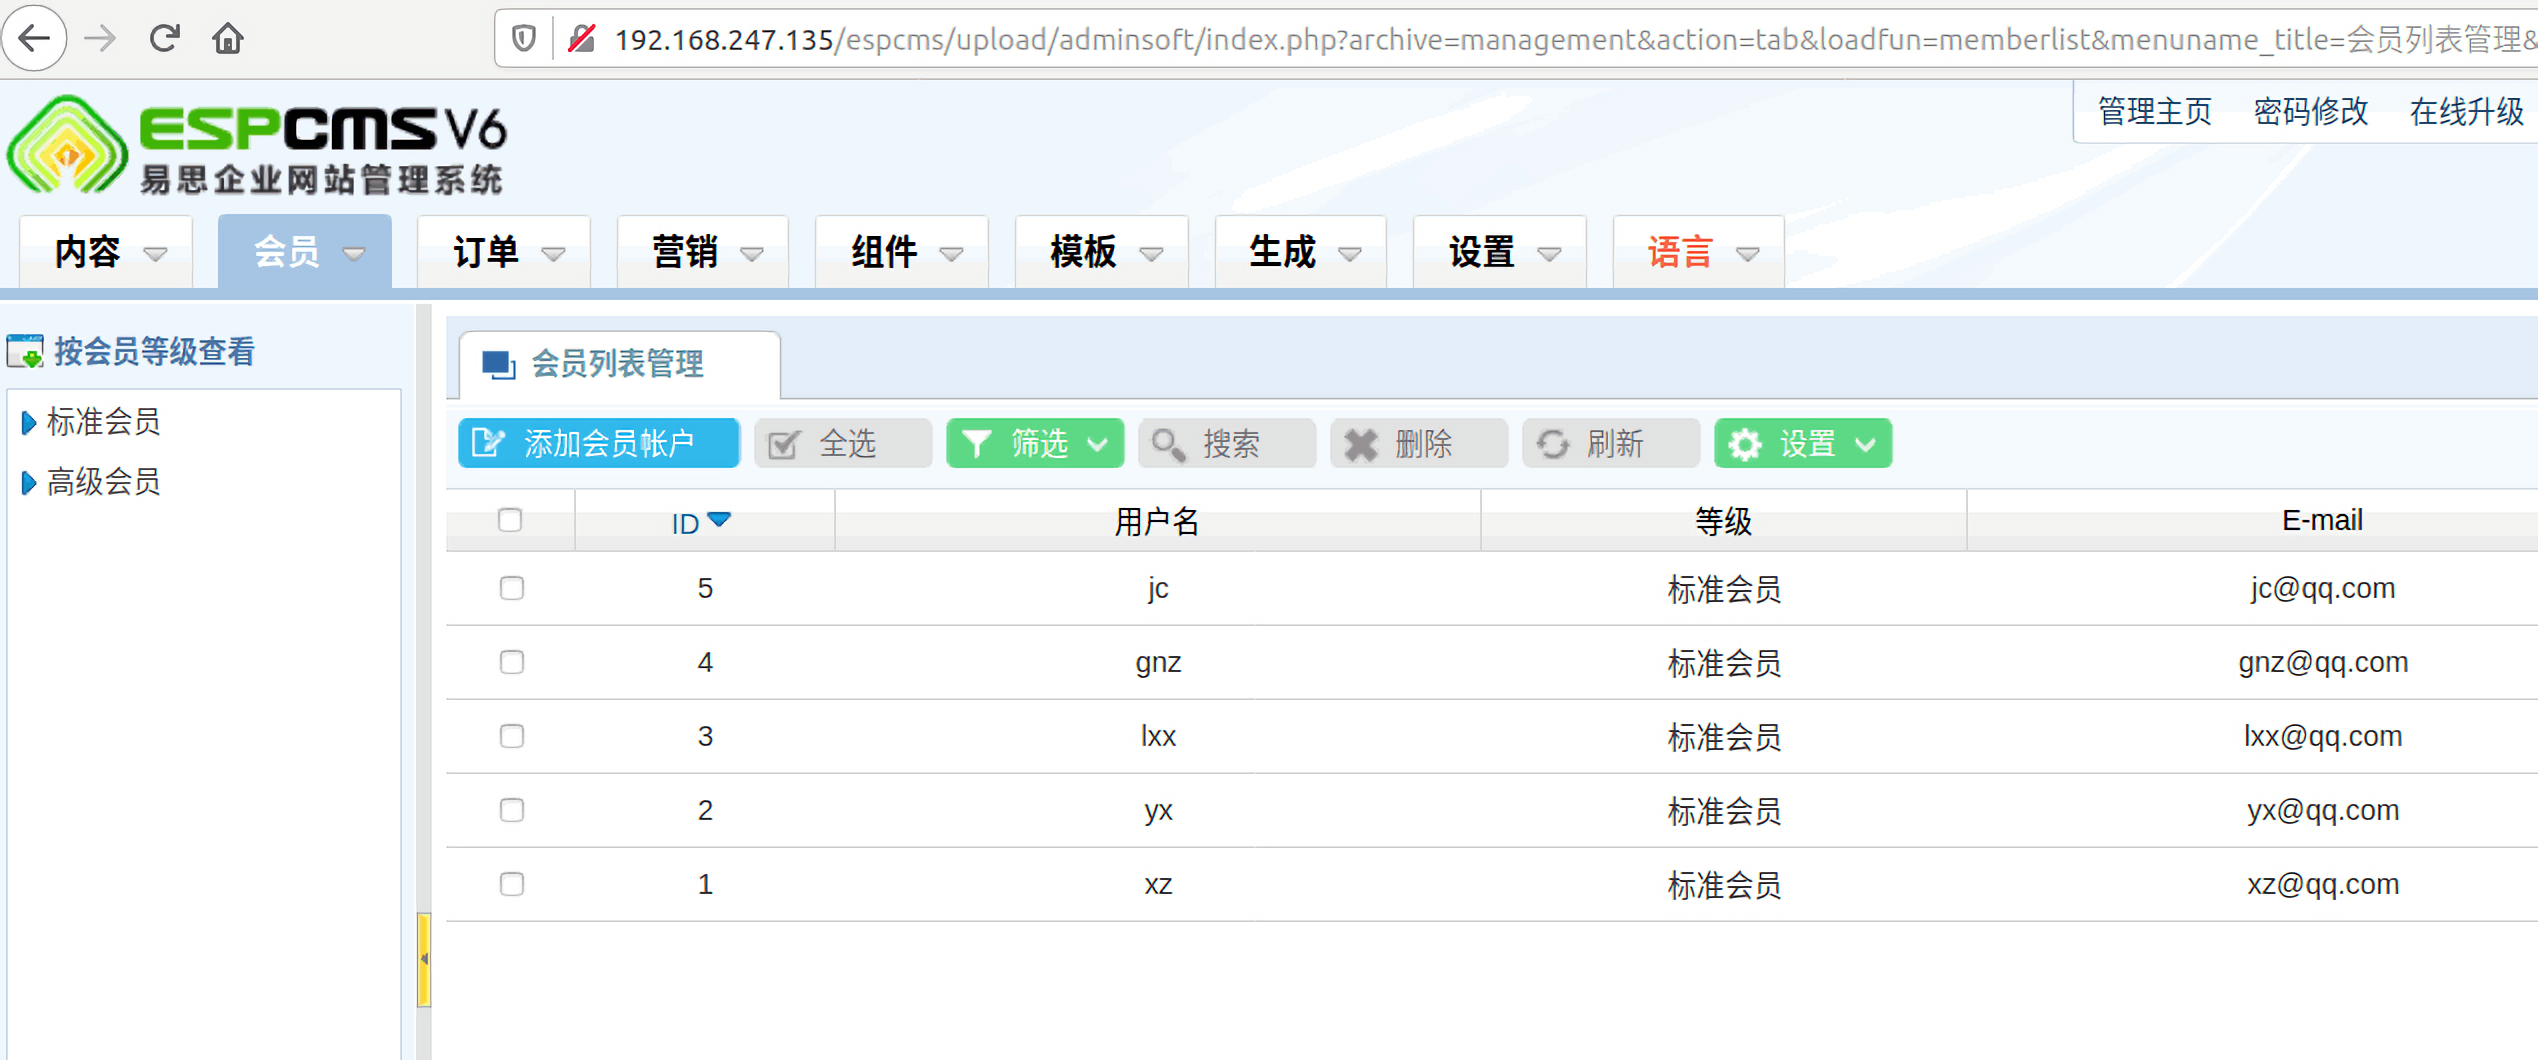 192.168.247.135/espcms/upload/adminsoft/index.php?archive=management&action=tab&loadfun=memberlist&menuname_title=会员列表管理&
ESPCMS V6
易思企业网站管理系统
管理主页 密码修改 在线升级
内容 会员 订单 营销 组件 模板 生成 设置 语言
按会员等级查看
标准会员
高级会员
会员列表管理
添加会员帐户 全选 筛选 搜索 删除 刷新 设置
ID 用户名 等级 E-mail
5 jc 标准会员 jc@qq.com
4 gnz 标准会员 gnz@qq.com
3 lxx 标准会员 lxx@qq.com
2 yx 标准会员 yx@qq.com
1 xz 标准会员 xz@qq.com